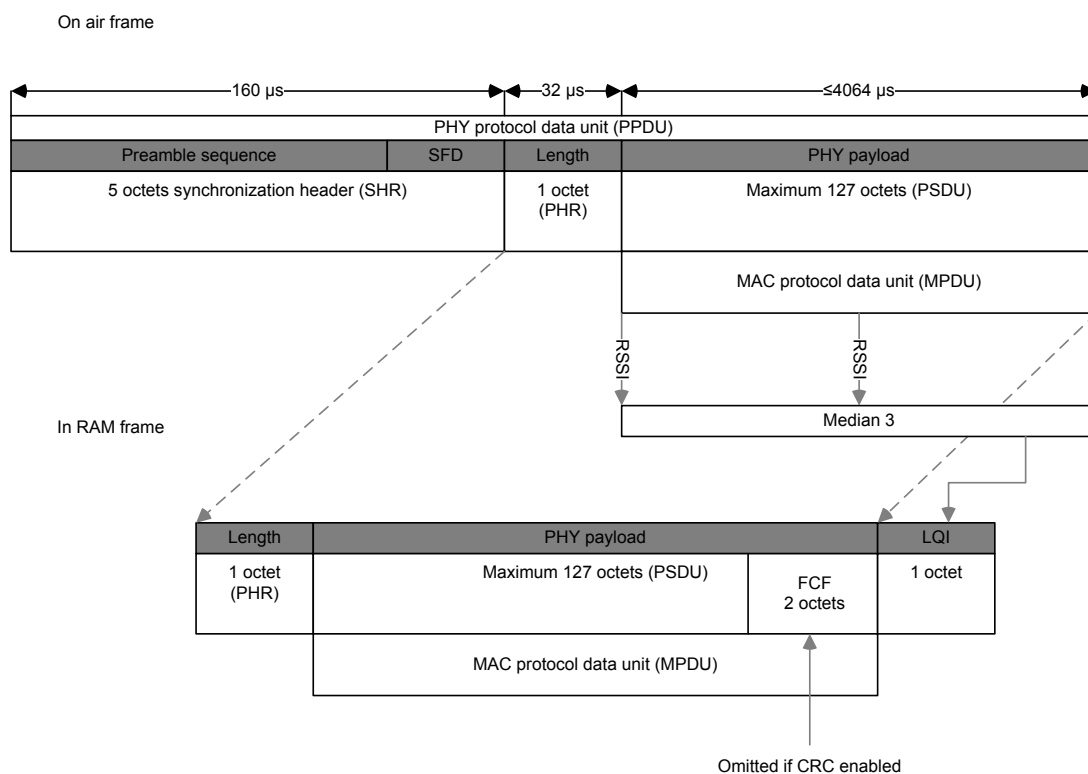 On air frame
160 µs
32 µs
≤4064 µs
PHY protocol data unit (PPDU)
Preamble sequence
SFD
Length
PHY payload
5 octets synchronization header (SHR)
1 octet
(PHR)
Maximum 127 octets (PSDU)
MAC protocol data unit (MPDU)
RSSI
RSSI
In RAM frame
Median 3
Length
PHY payload
LQI
1 octet
(PHR)
Maximum 127 octets (PSDU)
FCF
2 octets
1 octet
MAC protocol data unit (MPDU)
Omitted if CRC enabled